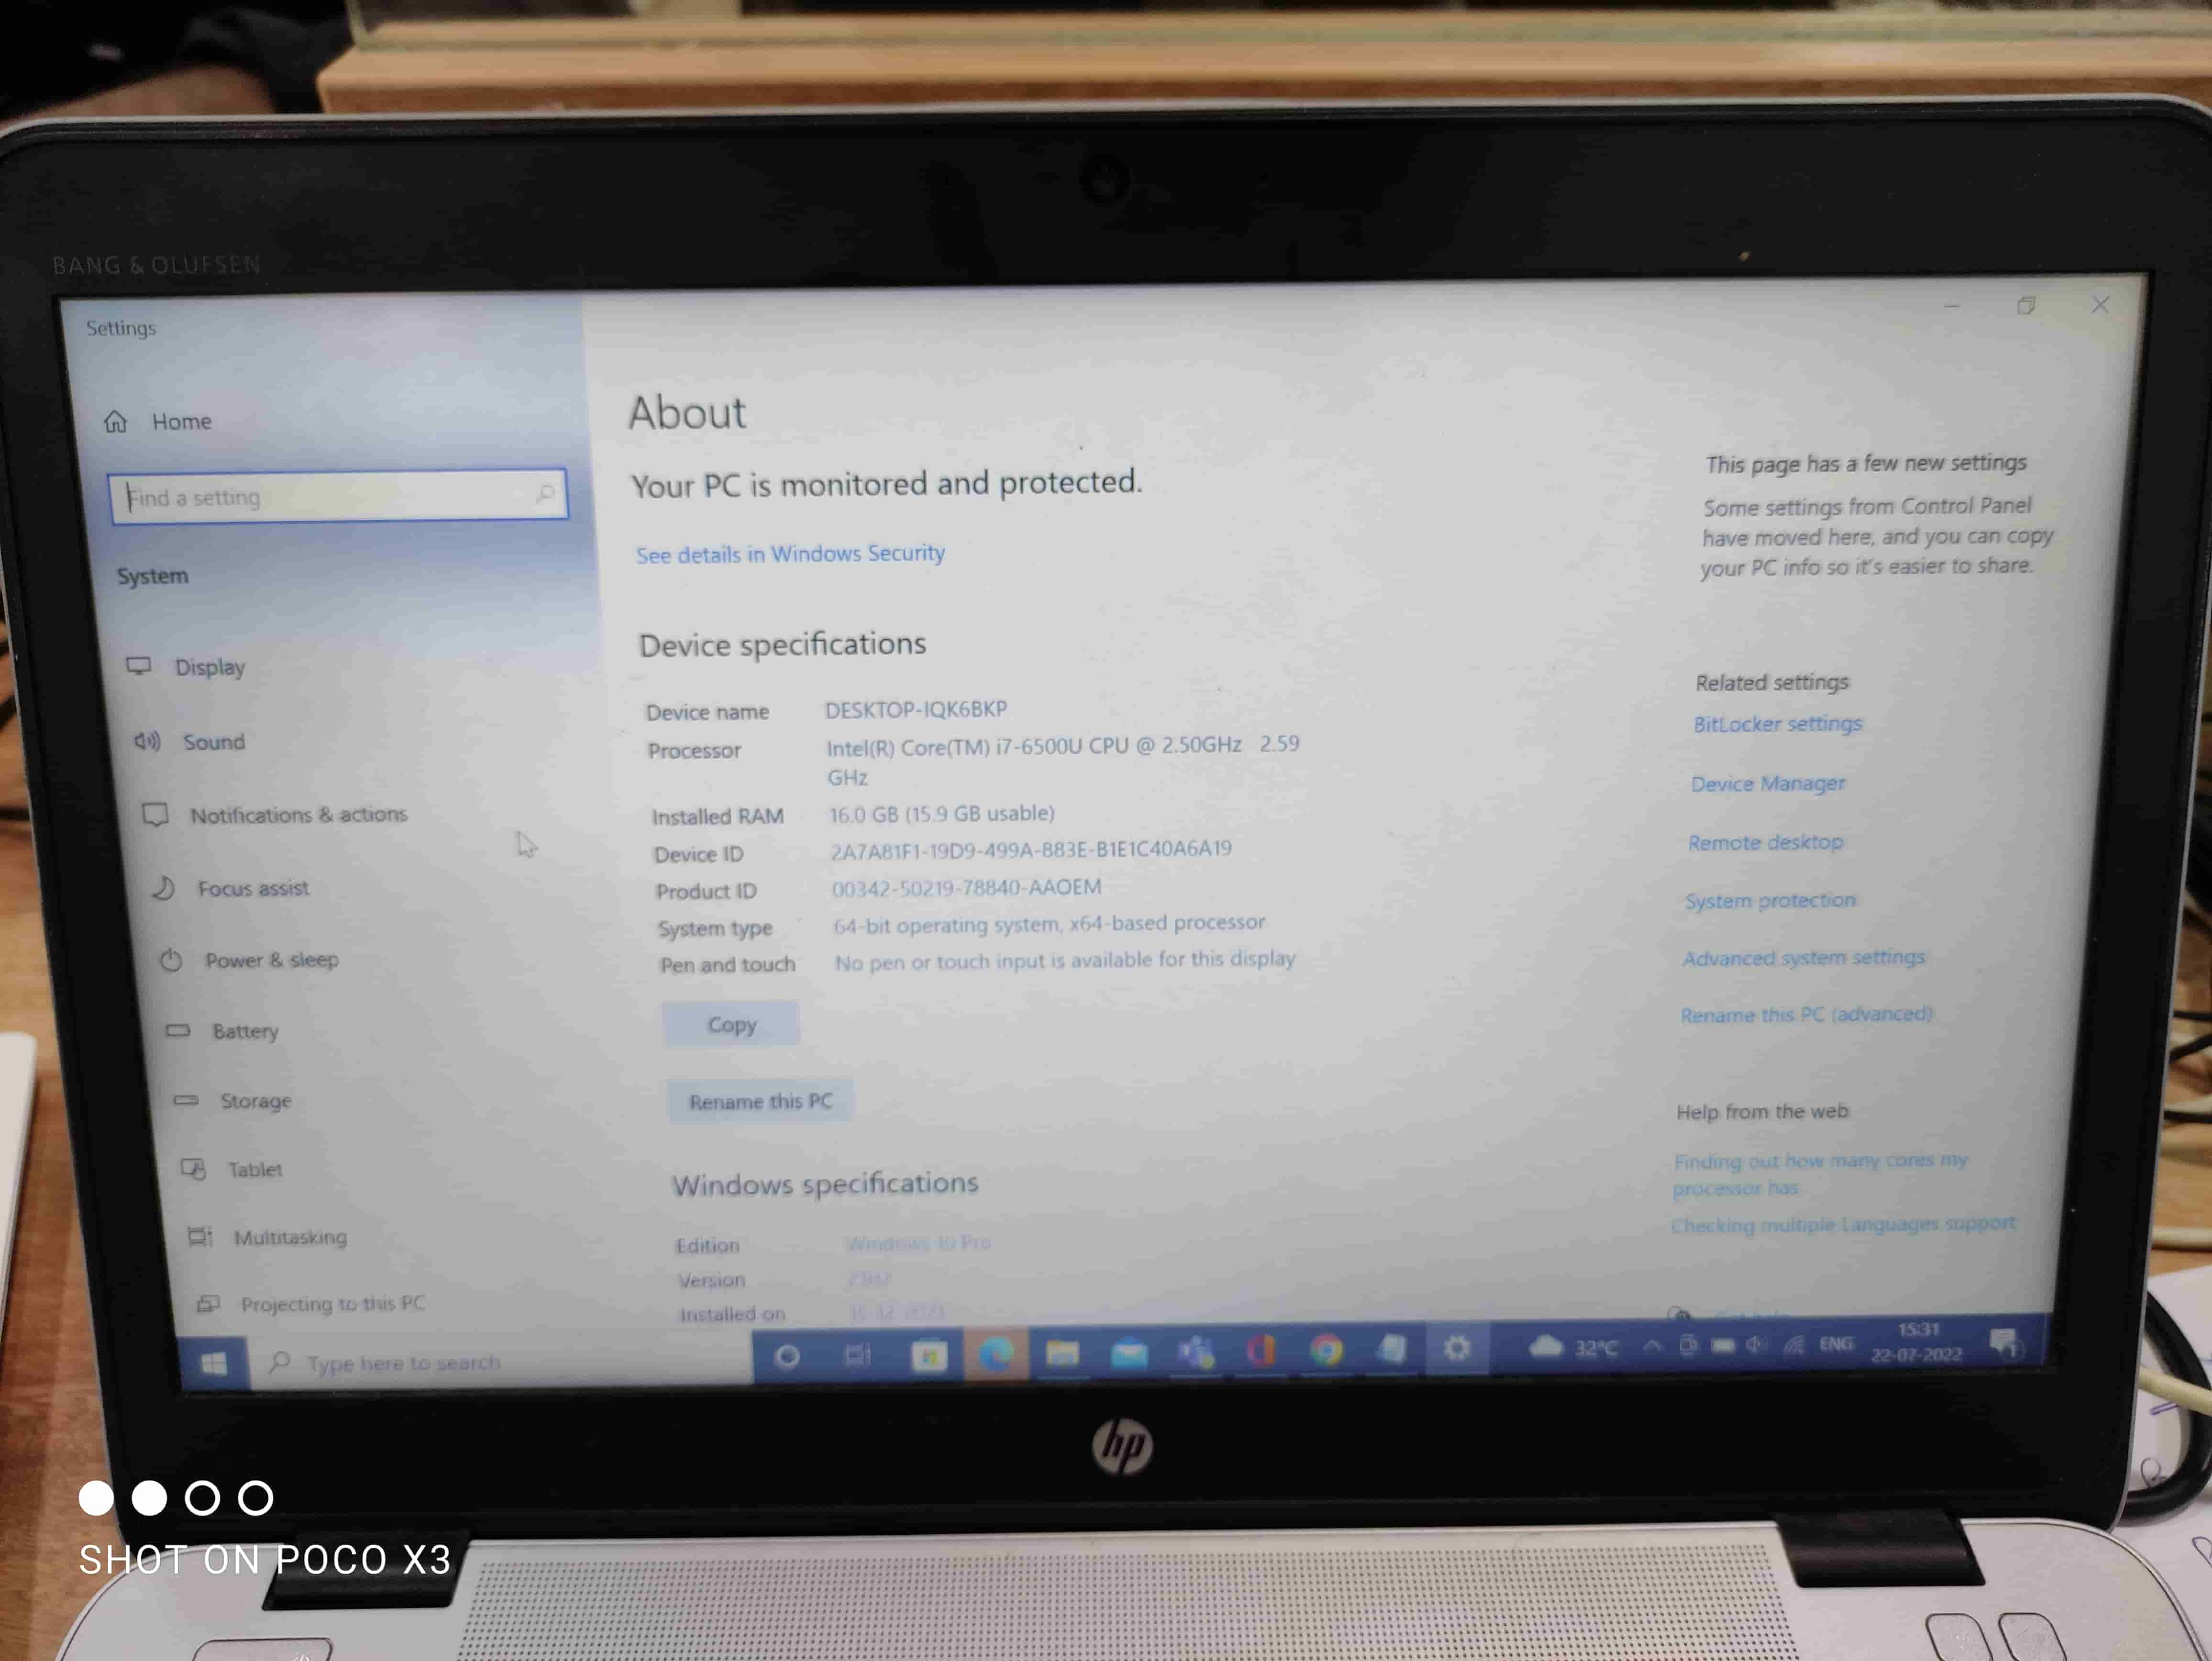 BANG & OLUFSEN
Settings
Home
Find a setting
System
Display
Sound
Notifications & actions
Focus assist
Power & sleep
Battery
Storage
Tablet
Multitasking
Projecting to this PC
About
Your PC is monitored and protected.
See details in Windows Security
Device specifications
Device name DESKTOP-IQK6BKP
Processor Intel(R) Core(TM) i7-6500U CPU @ 2.50GHz 2.59
GHz
Installed RAM 16.0 GB (15.9 GB usable)
Device ID 2A7A81F1-19D9-499A-883E-B1E1C40A6A19
Product ID 00342-50219-78840-AAOEM
System type 64-bit operating system, x64-based processor
Pen and touch No pen or touch input is available for this display
Copy
Rename this PC
Windows specifications
Edition Windows 10 Pro
Version
Installed on
This page has a few new settings
Some settings from Control Panel
have moved here, and you can copy
your PC info so it's easier to share.
Related settings
BitLocker settings
Device Manager
Remote desktop
System protection
Advanced system settings
Rename this PC (advanced)
Help from the web
Finding out how many cores my
processor has
Checking multiple Languages support
Type here to search
32°C
ENG
15:31
22-07-2022
1
hp
SHOT ON POCO X3